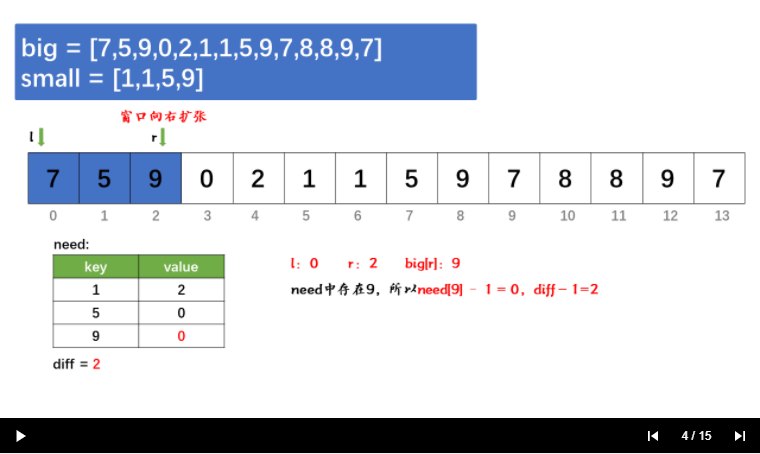 big = [7,5,9,0,2,1,1,5,9,7,8,8,9,7]
small = [1,1,5,9]
窗口向右扩张
l r
7 5 9 0 2 1 1 5 9 7 8 8 9 7
0 1 2 3 4 5 6 7 8 9 10 11 12 13
need:
key value
1 2
5 0
9 0
diff = 2
l: 0 r: 2 big[r]: 9
need中存在9，所以need[9] - 1 = 0，diff - 1=2
4 / 15